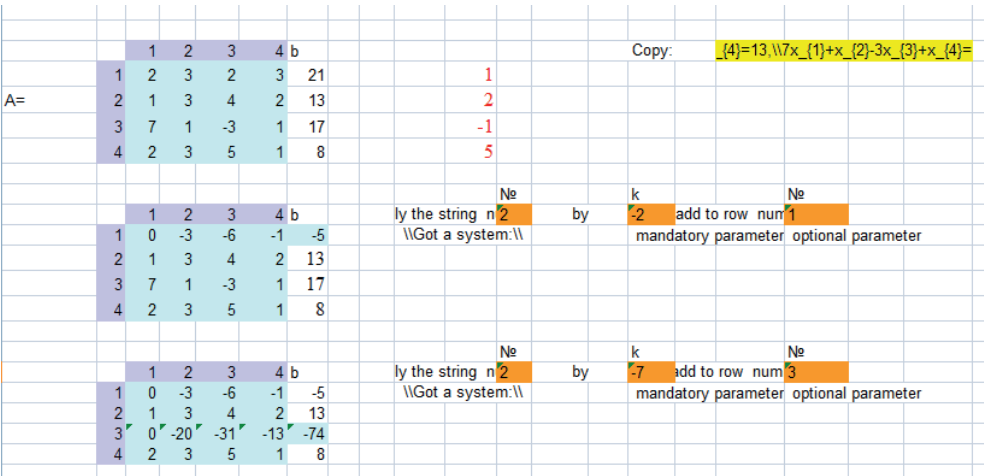 1 2 3 4 b Copy: _{4}=13,\\7x_{1}+x_{2}-3x_{3}+x_{4}=
1 2 3 2 3 21 1
A= 2 1 3 4 2 13 2
3 7 1 -3 1 17 -1
4 2 3 5 1 8 5
№ k №
1 2 3 4 b ly the string n 2 by -2 add to row num 1
1 0 -3 -6 -1 -5 \\Got a system:\\ mandatory parameter optional parameter
2 1 3 4 2 13
3 7 1 -3 1 17
4 2 3 5 1 8
№ k №
1 2 3 4 b ly the string n 2 by -7 add to row num 3
1 0 -3 -6 -1 -5 \\Got a system:\\ mandatory parameter optional parameter
2 1 3 4 2 13
3 0 -20 -31 -13 -74
4 2 3 5 1 8